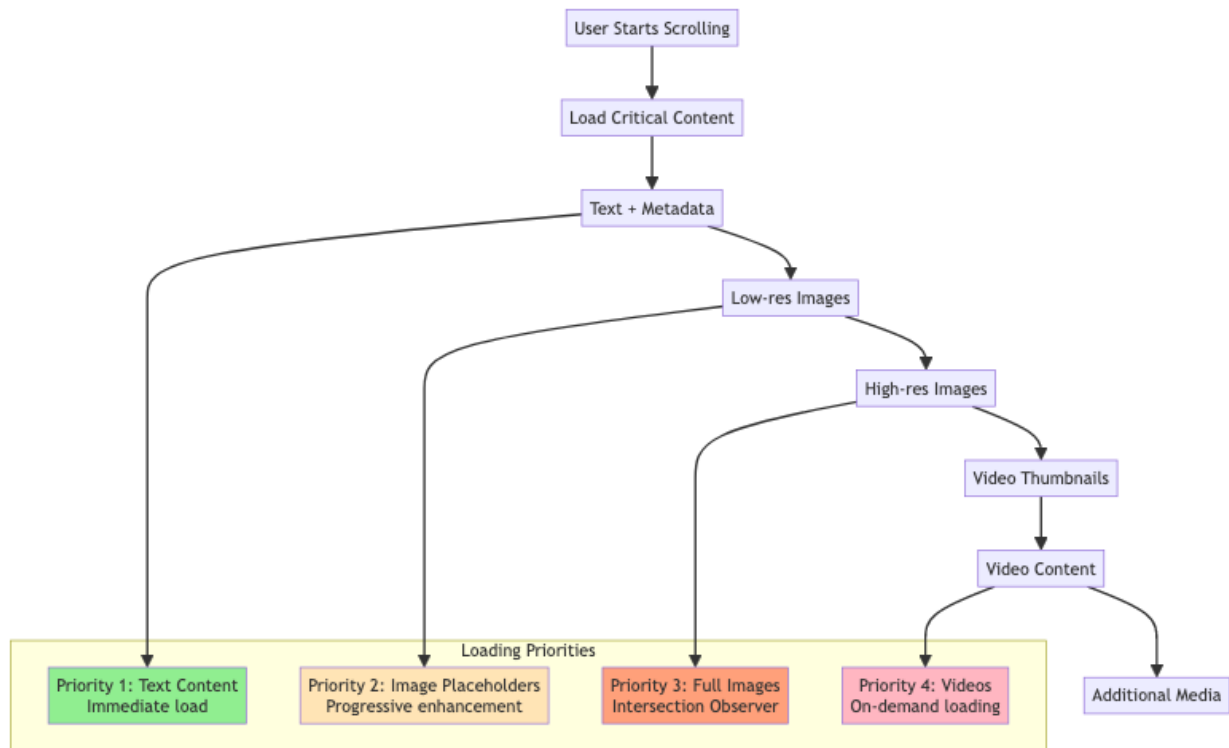 User Starts Scrolling
Load Critical Content
Text + Metadata
Low-res Images
High-res Images
Video Thumbnails
Video Content
Loading Priorities
Priority 1: Text Content
Immediate load
Priority 2: Image Placeholders
Progressive enhancement
Priority 3: Full Images
Intersection Observer
Priority 4: Videos
On-demand loading
Additional Media